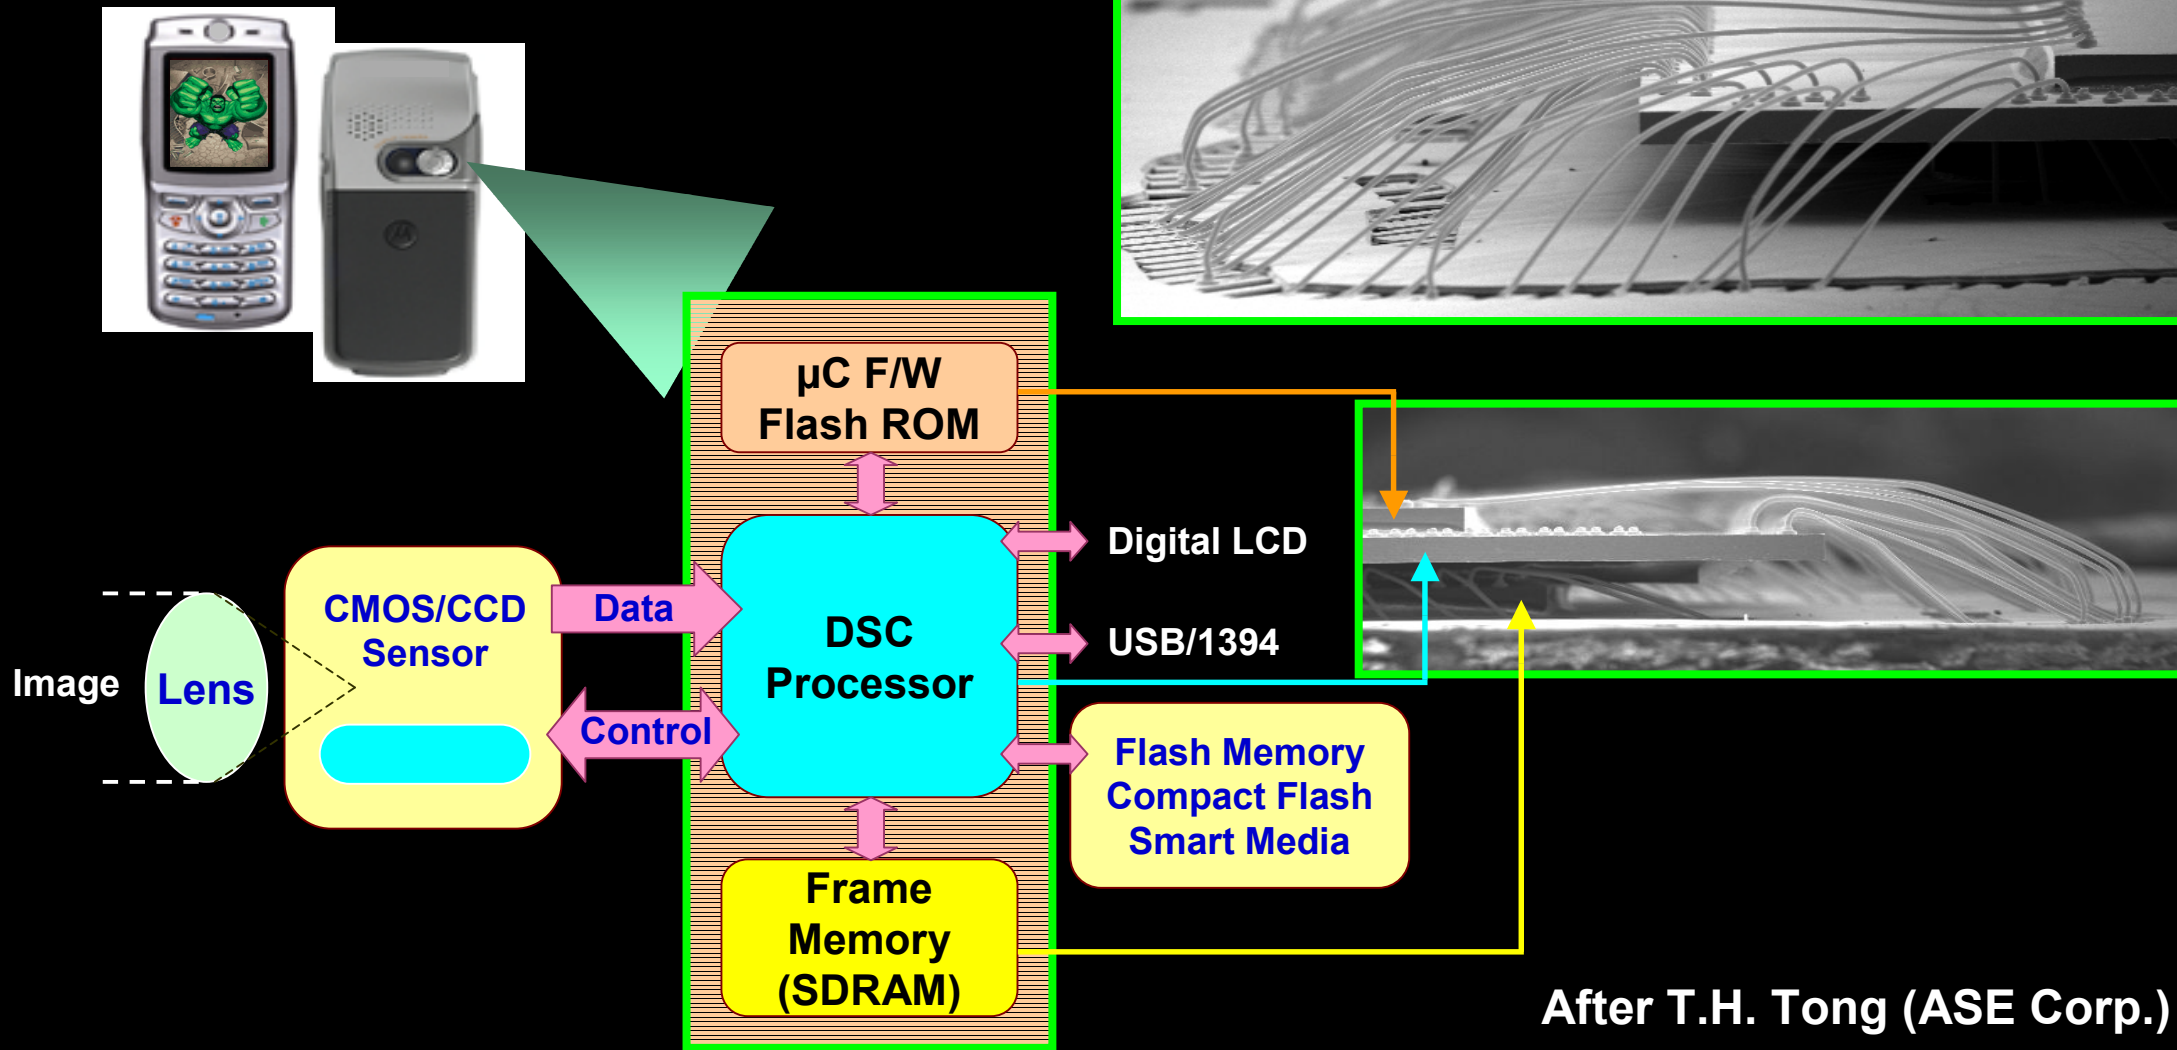 µC F/W
Flash ROM
Digital LCD
CMOS/CCD
Sensor
Data
DSC
Processor
USB/1394
Image
Lens
Control
Flash Memory
Compact Flash
Smart Media
Frame
Memory
(SDRAM)
After T.H. Tong (ASE Corp.)